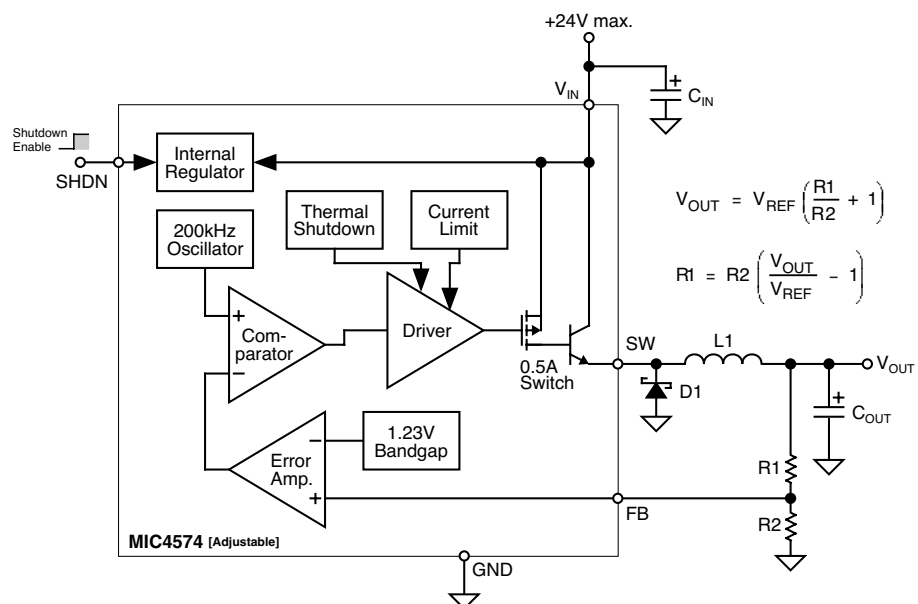 +24V max.
VIN
CIN
Shutdown
Enable
SHDN
Internal
Regulator
200kHz
Oscillator
Thermal
Shutdown
Current
Limit
VOUT = VREF (R1/R2 + 1)
R1 = R2 (VOUT/VREF - 1)
+
Com-
parator
−
Driver
0.5A
Switch
SW
L1
VOUT
D1
+
COUT
1.23V
Bandgap
−
Error
Amp.
+
R1
FB
R2
MIC4574 [Adjustable]
GND